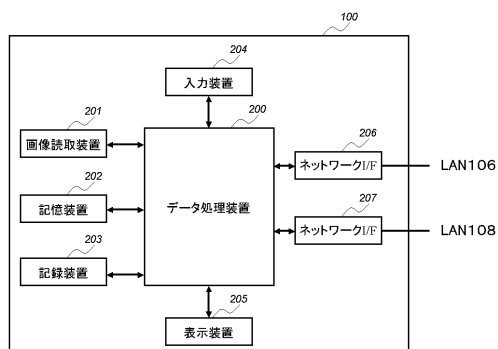 100
204
入力装置
200
201
画像読取装置
206
ネットワークI/F
LAN106
202
記憶装置
データ処理装置
207
ネットワークI/F
LAN108
203
記録装置
205
表示装置